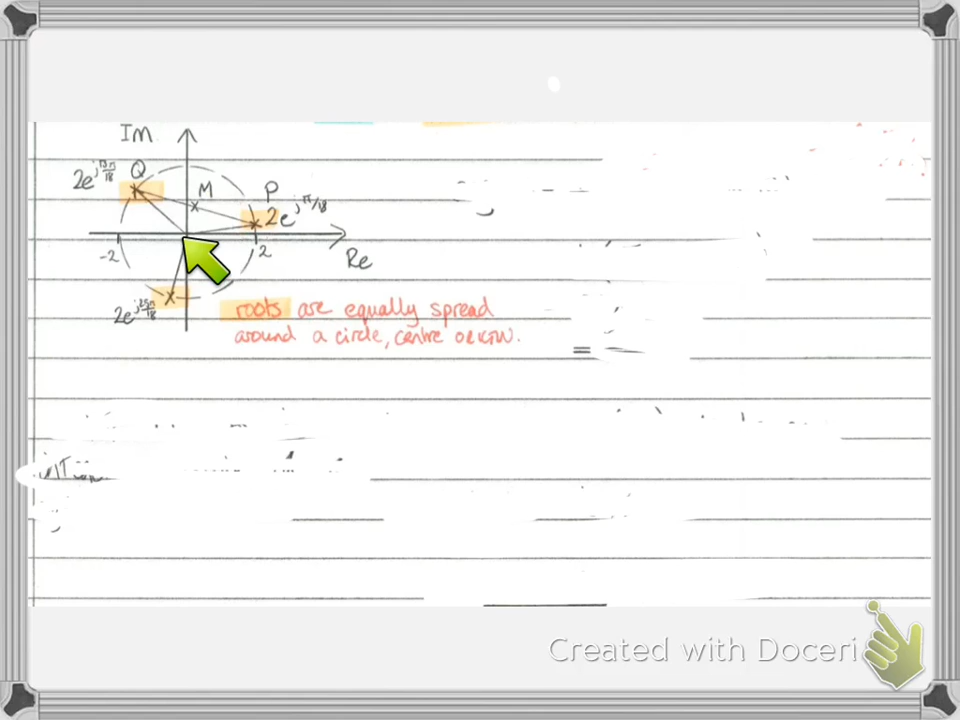 Im
Q
2e^{j13π/18}
M
P
2e^{jπ/18}
-2
2
Re
2e^{j25π/18}
roots are equally spread
around a circle, centre origin.
=
Created with Doceri